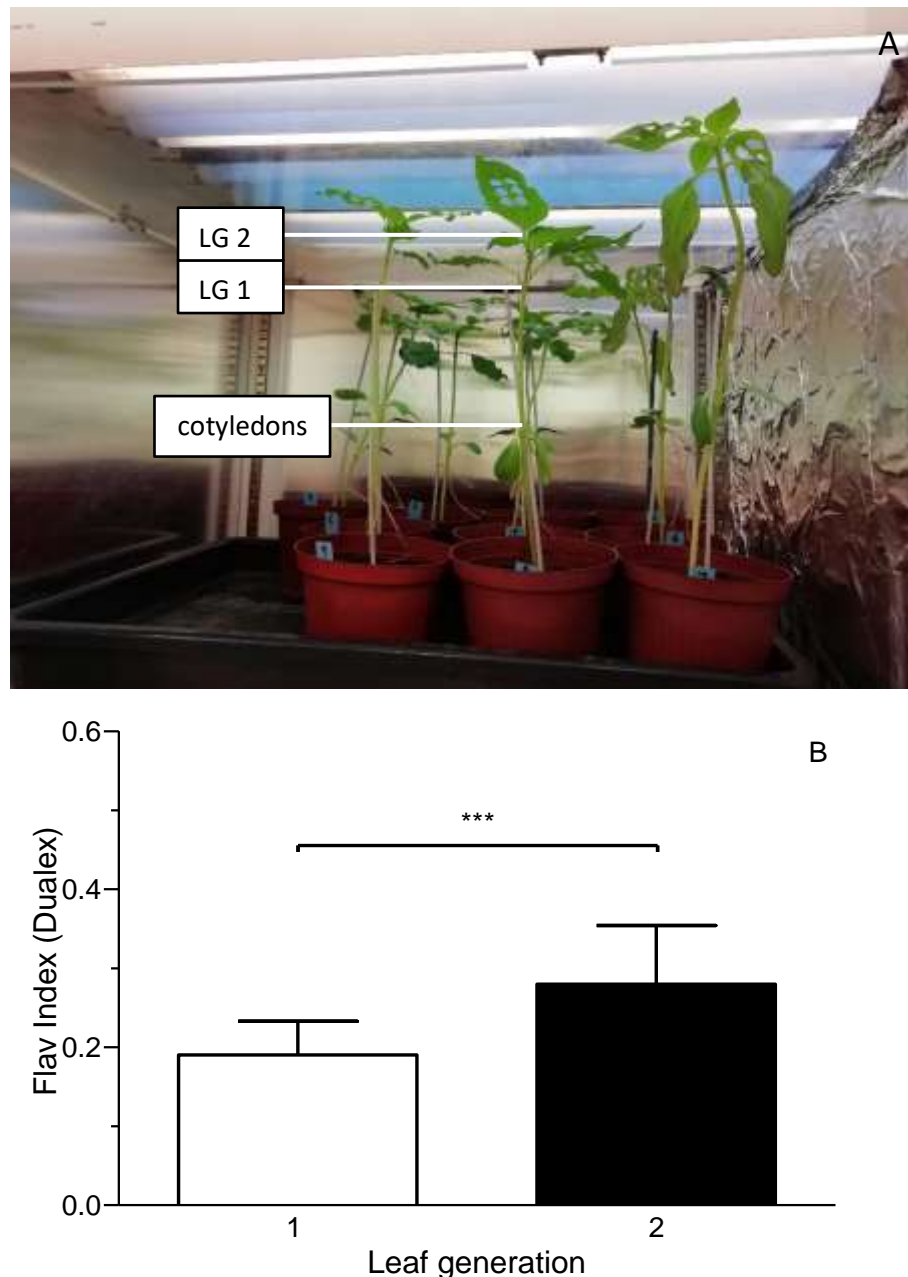 A
LG 2
LG 1
cotyledons
B
0.6
0.4
0.2
0.0
Flav Index (Dualex)
***
1
2
Leaf generation